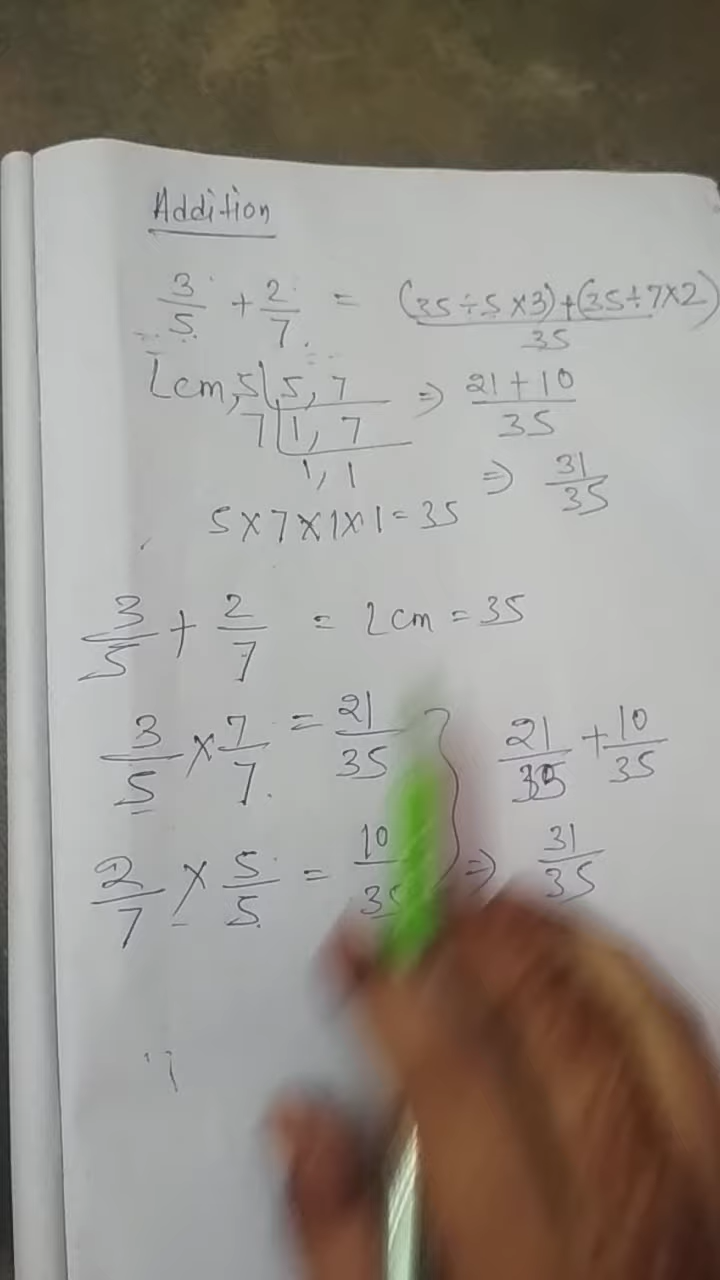 Addition
3/5 + 2/7 = (35÷5×3)+(35÷7×2)/35
Lcm, 5 | 5, 7 ⇒ 21+10/35
7 | 1, 7
1, 1 ⇒ 31/35
5×7×1×1=35
3/5 + 2/7 = Lcm = 35
3/5 × 7/7 = 21/35 } 21/35 + 10/35
2/7 × 5/5 = 10/35 ⇒ 31/35